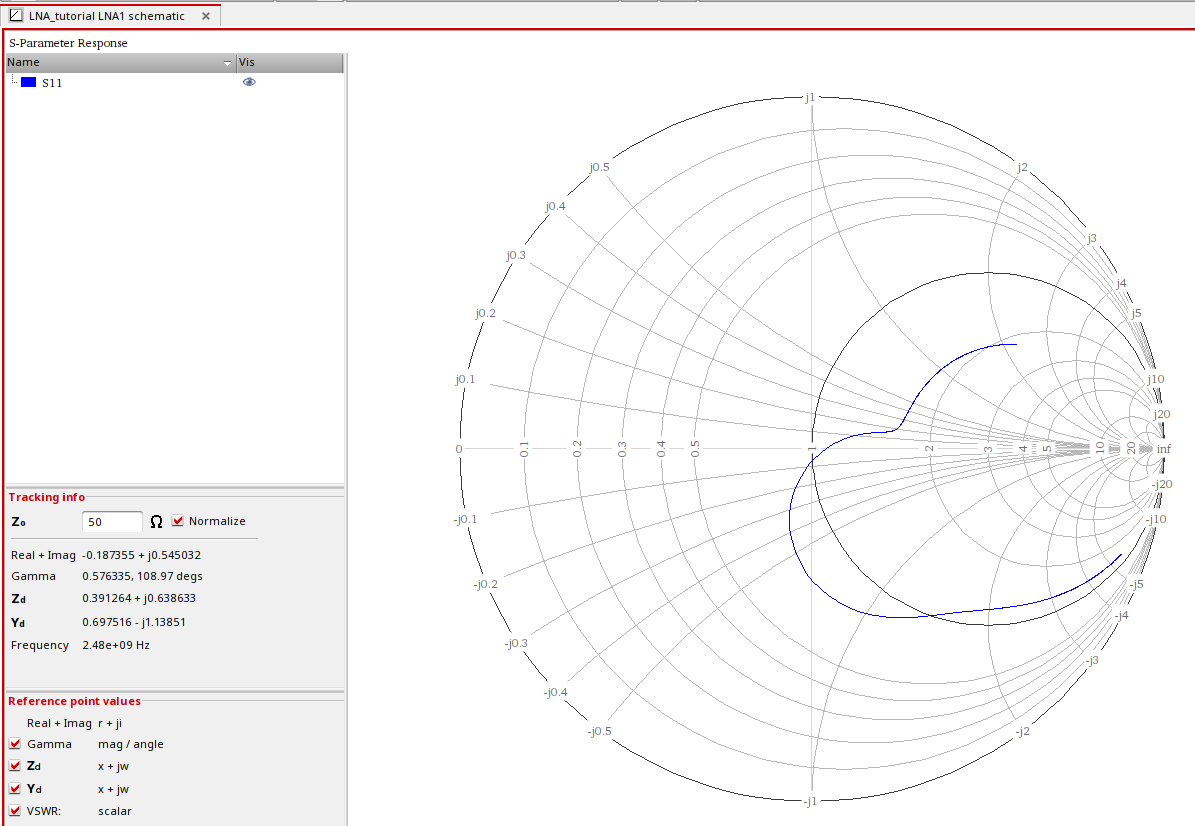 LNA_tutorial LNA1 schematic ×
S-Parameter Response
Name Vis
S11
Tracking info
Zo 50 Ω Normalize
Real + Imag -0.187355 + j0.545032
Gamma 0.576335, 108.97 degs
Zd 0.391264 + j0.638633
Yd 0.697516 - j1.13851
Frequency 2.48e+09 Hz
Reference point values
Real + Imag r + ji
Gamma mag / angle
Zd x + jw
Yd x + jw
VSWR: scalar
j1
j0.5
j2
j0.4
j3
j0.3
j4
j0.2
j5
j0.1
j10
j20
0 0.1 0.2 0.3 0.4 0.5 1 2 3 4 5 10 20 inf
-j20
-j0.1
-j10
-j0.2
-j5
-j4
-j0.3
-j3
-j0.4
-j0.5
-j2
-j1